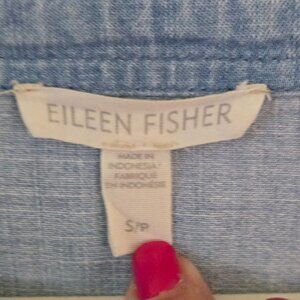 EILEEN FISHER
MADE IN
INDONESIA/
FABRIQUÉ
EN INDONÉSIE
S/P